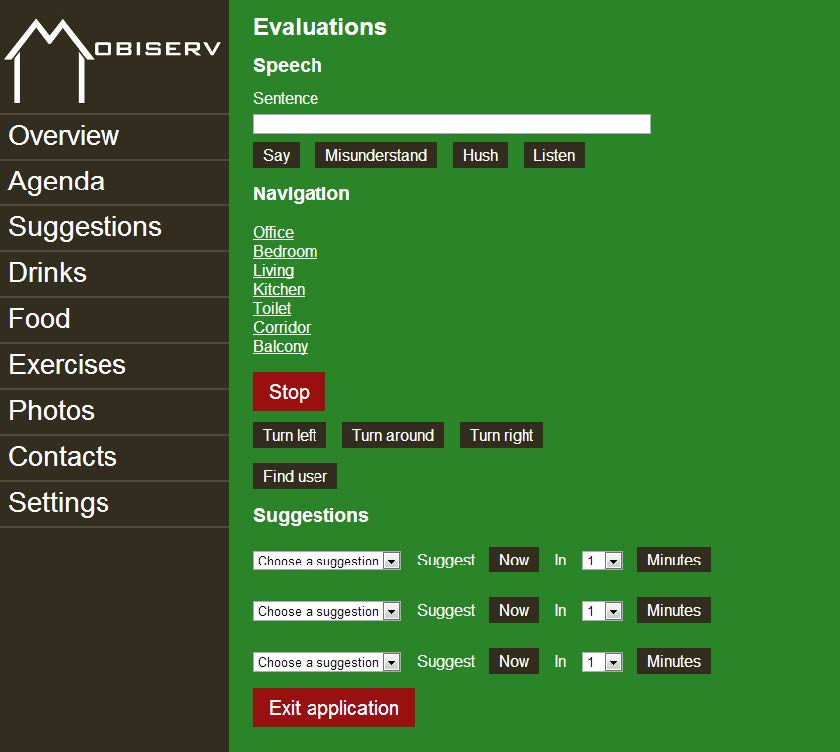 MOBISERV
Overview
Agenda
Suggestions
Drinks
Food
Exercises
Photos
Contacts
Settings
Evaluations
Speech
Sentence
Say Misunderstand Hush Listen
Navigation
Office
Bedroom
Living
Kitchen
Toilet
Corridor
Balcony
Stop
Turn left Turn around Turn right
Find user
Suggestions
Choose a suggestion Suggest Now In 1 Minutes
Choose a suggestion Suggest Now In 1 Minutes
Choose a suggestion Suggest Now In 1 Minutes
Exit application